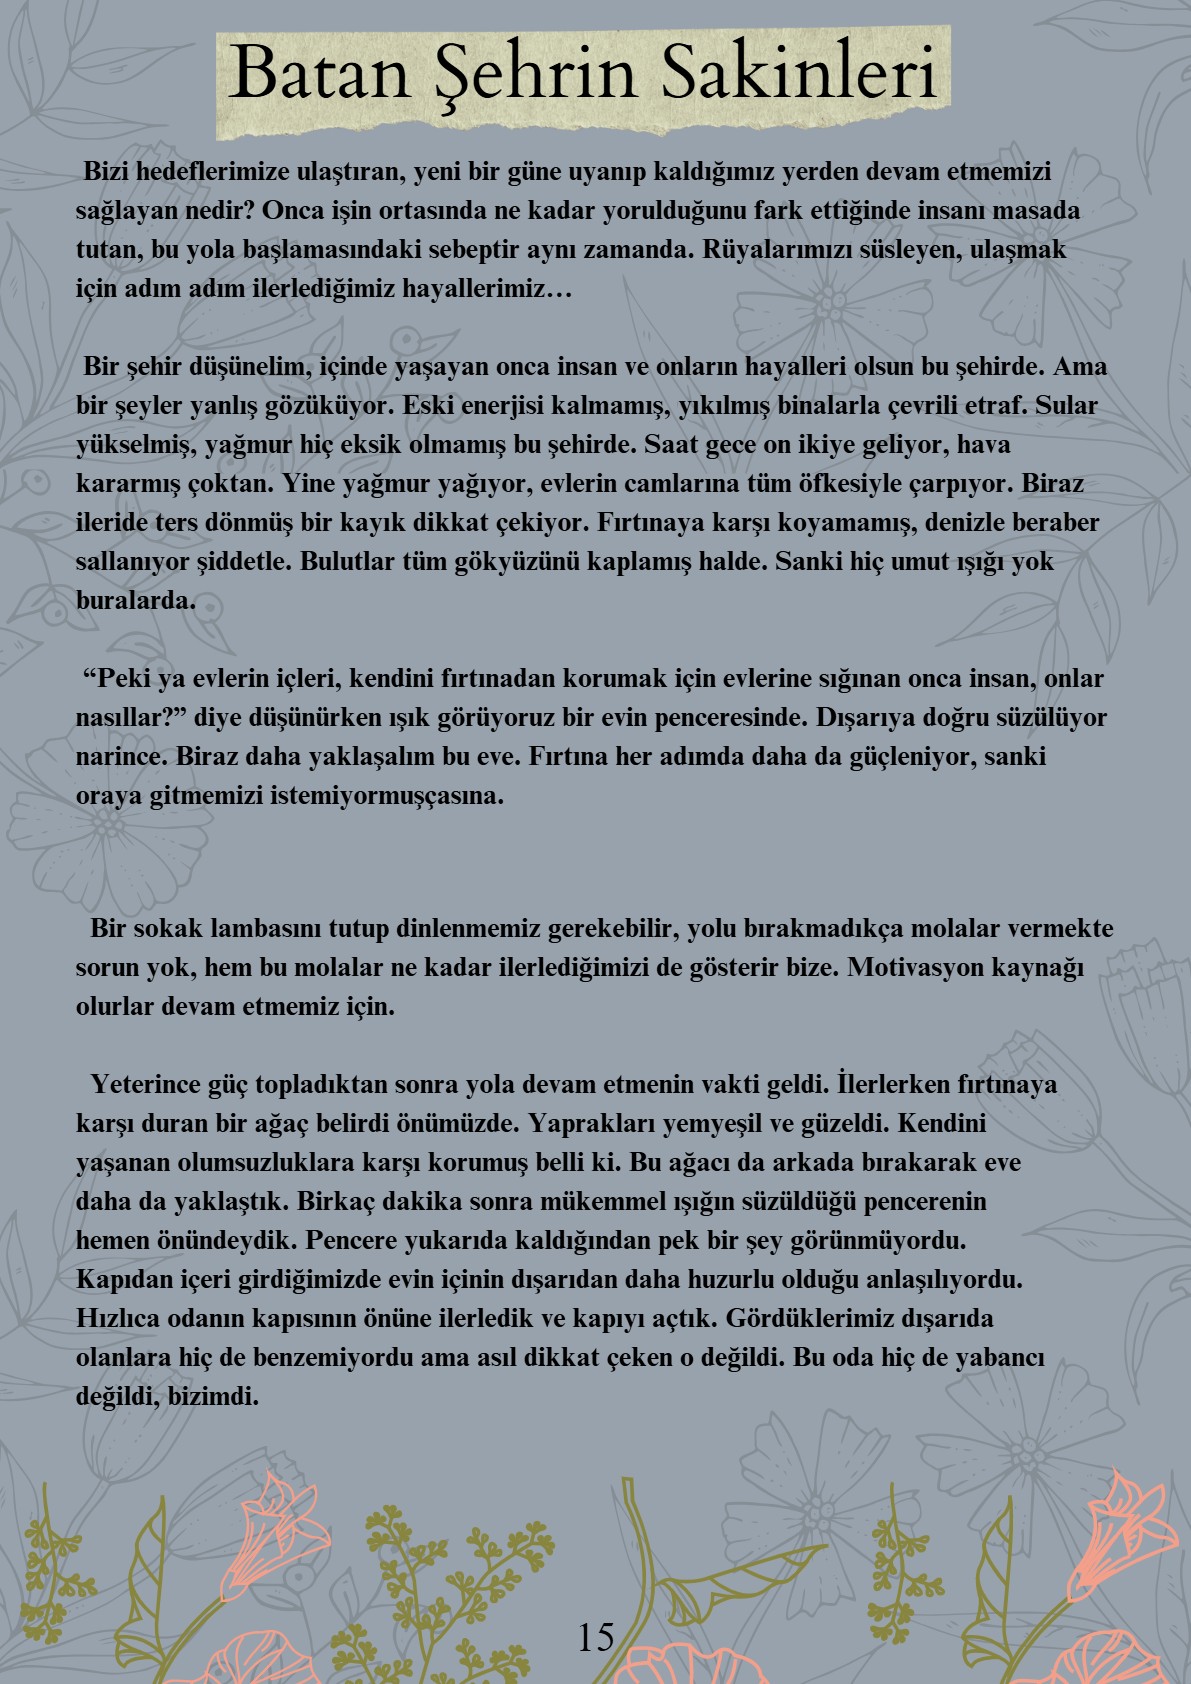 Batan Şehrin Sakinleri
Bizi hedeflerimize ulaştıran, yeni bir güne uyanıp kaldığımız yerden devam etmemizi
sağlayan nedir? Onca işin ortasında ne kadar yorulduğunu fark ettiğinde insanı masada
tutan, bu yola başlamasındaki sebeptir aynı zamanda. Rüyalarımızı süsleyen, ulaşmak
için adım adım ilerlediğimiz hayallerimiz…
Bir şehir düşünelim, içinde yaşayan onca insan ve onların hayalleri olsun bu şehirde. Ama
bir şeyler yanlış gözüküyor. Eski enerjisi kalmamış, yıkılmış binalarla çevrili etraf. Sular
yükselmiş, yağmur hiç eksik olmamış bu şehirde. Saat gece on ikiye geliyor, hava
kararmış çoktan. Yine yağmur yağıyor, evlerin camlarına tüm öfkesiyle çarpıyor. Biraz
ileride ters dönmüş bir kayık dikkat çekiyor. Fırtınaya karşı koyamamış, denizle beraber
sallanıyor şiddetle. Bulutlar tüm gökyüzünü kaplamış halde. Sanki hiç umut ışığı yok
buralarda.
“Peki ya evlerin içleri, kendini fırtınadan korumak için evlerine sığınan onca insan, onlar
nasıllar?” diye düşünürken ışık görüyoruz bir evin penceresinde. Dışarıya doğru süzülüyor
narince. Biraz daha yaklaşalım bu eve. Fırtına her adımda daha da güçleniyor, sanki
oraya gitmemizi istemiyormuşçasına.
Bir sokak lambasını tutup dinlenmemiz gerekebilir, yolu bırakmadıkça molalar vermekte
sorun yok, hem bu molalar ne kadar ilerlediğimizi de gösterir bize. Motivasyon kaynağı
olurlar devam etmemiz için.
Yeterince güç topladıktan sonra yola devam etmenin vakti geldi. İlerlerken fırtınaya
karşı duran bir ağaç belirdi önümüzde. Yaprakları yemyeşil ve güzeldi. Kendini
yaşanan olumsuzluklara karşı korumuş belli ki. Bu ağacı da arkada bırakarak eve
daha da yaklaştık. Birkaç dakika sonra mükemmel ışığın süzüldüğü pencerenin
hemen önündeydik. Pencere yukarıda kaldığından pek bir şey görünmüyordu.
Kapıdan içeri girdiğimizde evin içinin dışarıdan daha huzurlu olduğu anlaşılıyordu.
Hızlıca odanın kapısının önüne ilerledik ve kapıyı açtık. Gördüklerimiz dışarıda
olanlara hiç de benzemiyordu ama asıl dikkat çeken o değildi. Bu oda hiç de yabancı
değildi, bizimdi.
15